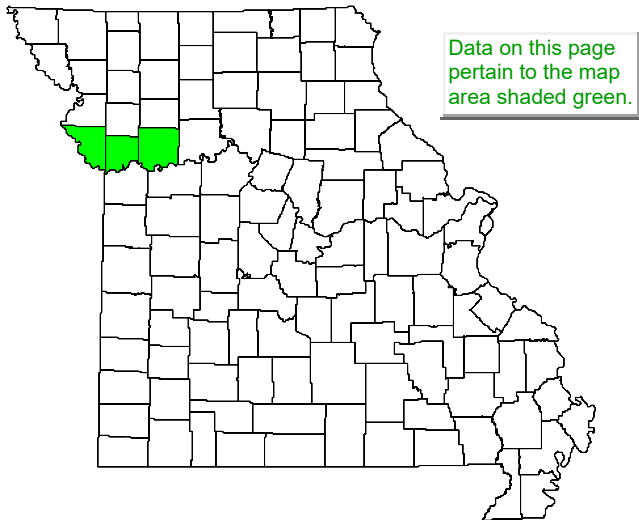 Data on this page
pertain to the map
area shaded green.